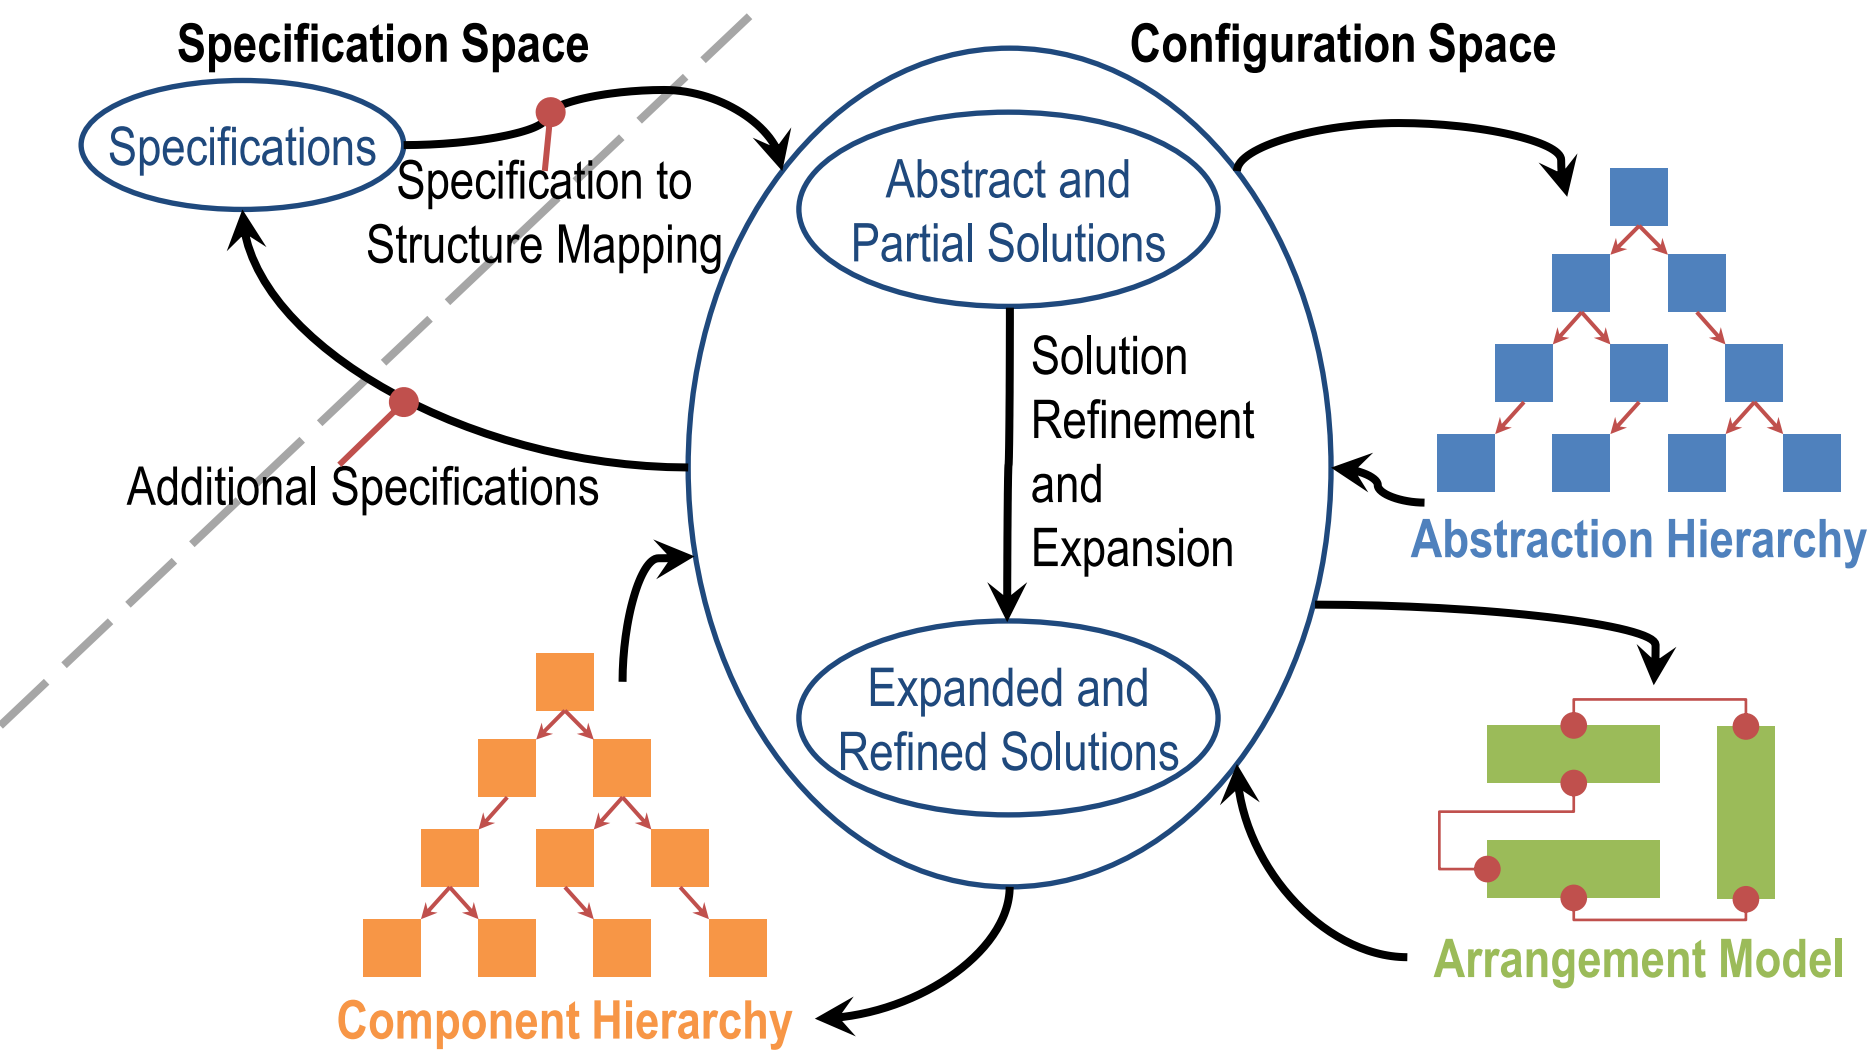 Specification Space
Configuration Space
Specifications
Specification to
Structure Mapping
Abstract and
Partial Solutions
Solution
Refinement
and
Expansion
Additional Specifications
Abstraction Hierarchy
Expanded and
Refined Solutions
Arrangement Model
Component Hierarchy